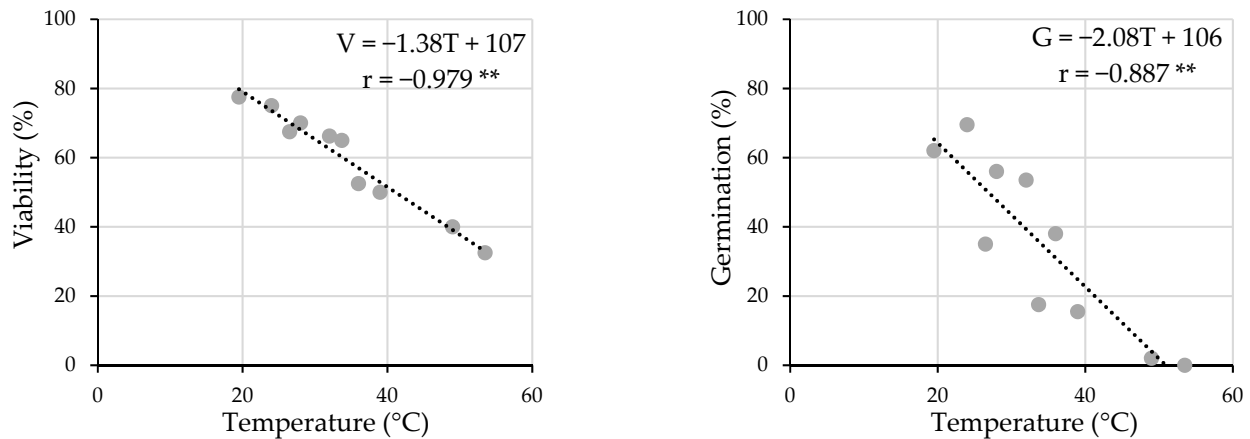 100
80
60
40
20
0
Viability (%)
V = −1.38T + 107
r = −0.979 **
0 20 40 60
Temperature (°C)
100
80
60
40
20
0
Germination (%)
G = −2.08T + 106
r = −0.887 **
0 20 40 60
Temperature (°C)